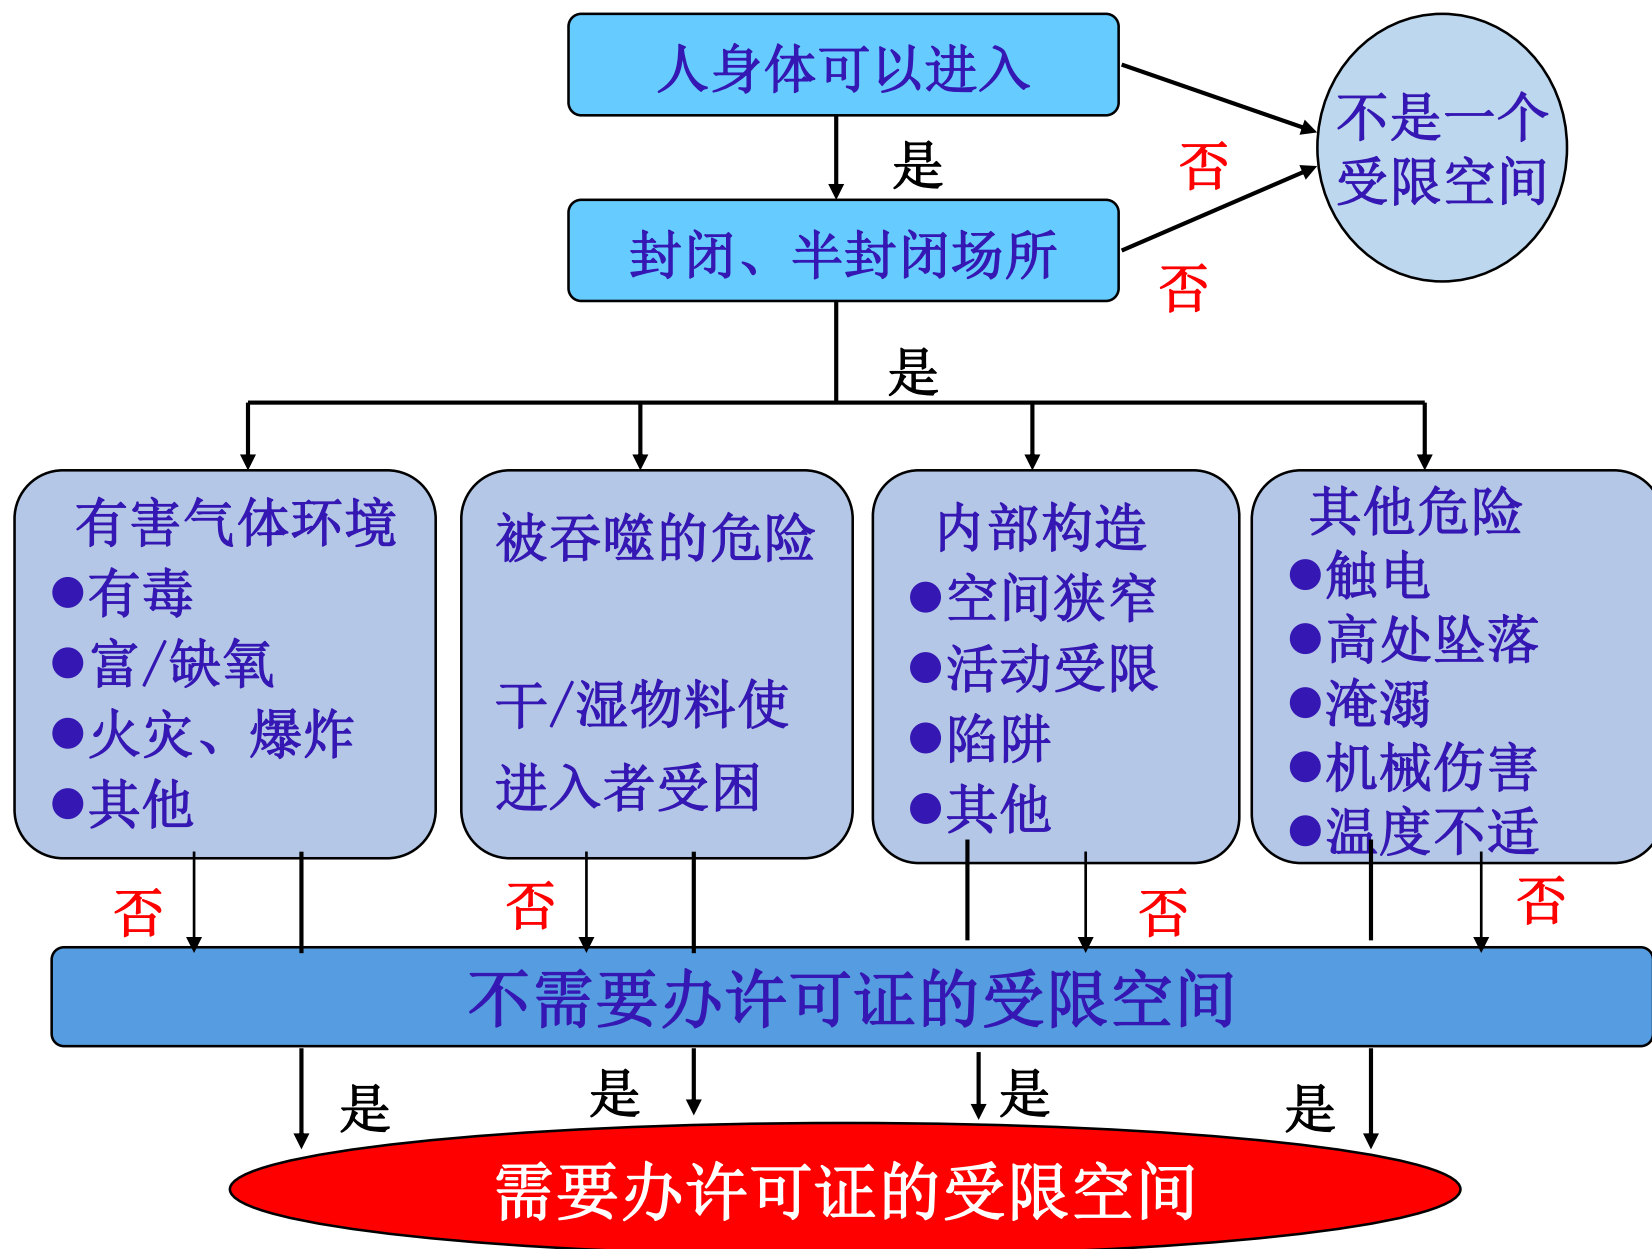 人身体可以进入
不是一个
受限空间
是
否
封闭、半封闭场所
否
是
有害气体环境
●有毒
●富/缺氧
●火灾、爆炸
●其他
被吞噬的危险
干/湿物料使
进入者受困
内部构造
●空间狭窄
●活动受限
●陷阱
●其他
其他危险
●触电
●高处坠落
●淹溺
●机械伤害
●温度不适
否
否
否
否
不需要办许可证的受限空间
是
是
是
是
需要办许可证的受限空间